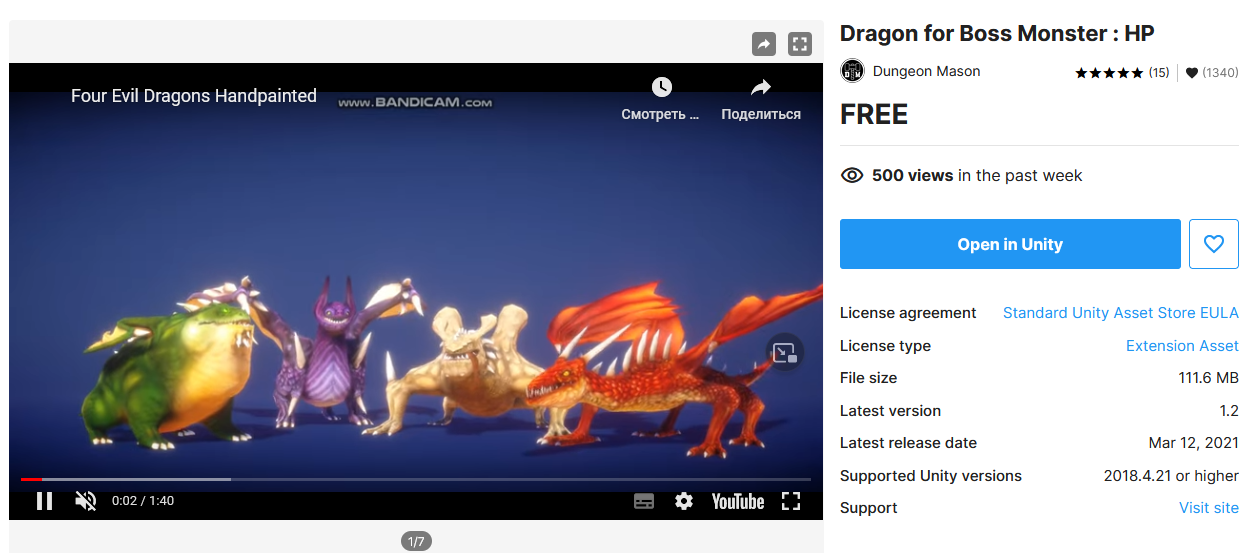 Four Evil Dragons Handpainted
www.BANDICAM.com
Смотреть ...
Поделиться
0:02 / 1:40
YouTube
1/7
Dragon for Boss Monster : HP
DM
Dungeon Mason
(15)
(1340)
FREE
500 views in the past week
Open in Unity
License agreement Standard Unity Asset Store EULA
License type Extension Asset
File size 111.6 MB
Latest version 1.2
Latest release date Mar 12, 2021
Supported Unity versions 2018.4.21 or higher
Support Visit site